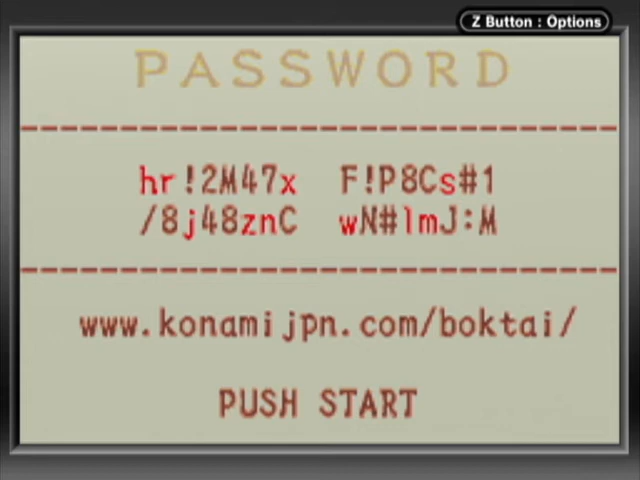 Z Button : Options
PASSWORD
hr!2M47x F!P8Cs#1
/8j48znC wN#lmJ:M
www.konamijpn.com/boktai/
PUSH START